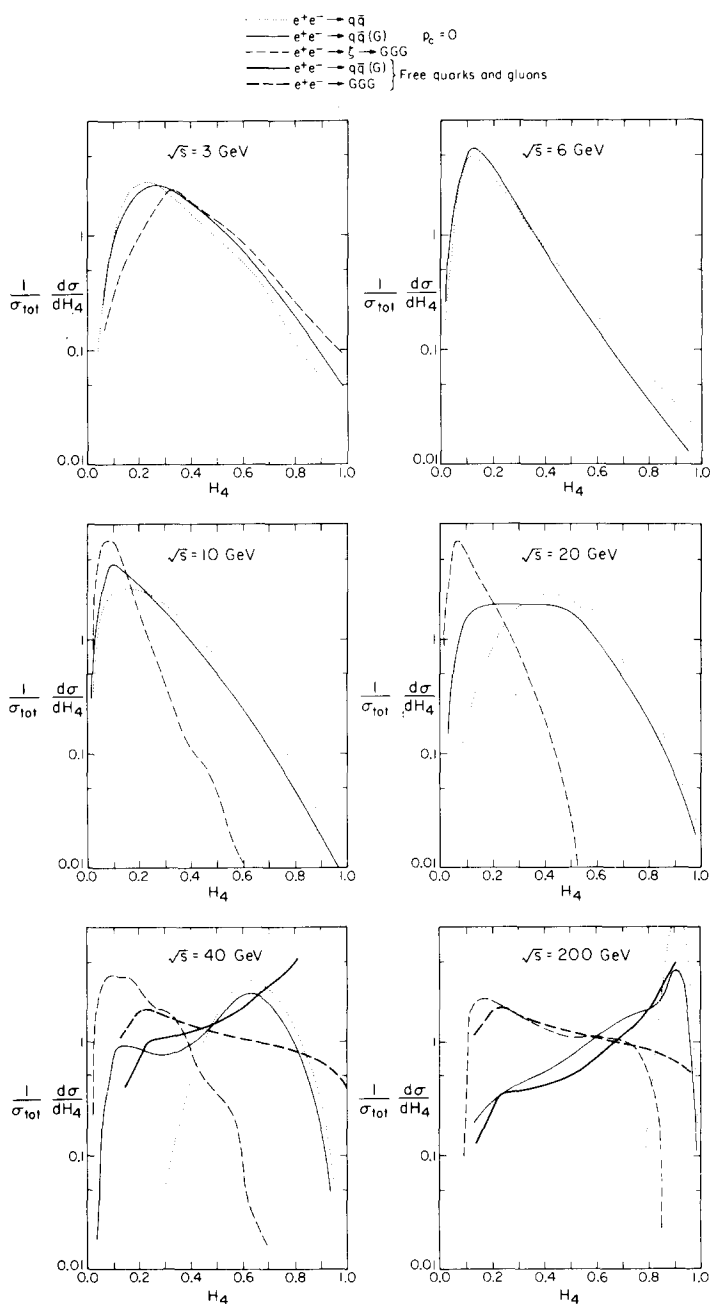 e⁺e⁻ → qq̄
e⁺e⁻ → qq̄ (G) p_c = 0
e⁺e⁻ → ζ → GGG
e⁺e⁻ → qq̄ (G)
e⁺e⁻ → GGG } Free quarks and gluons
√s = 3 GeV
1
0.1
0.01
1/σ_tot dσ/dH₄
0.0 0.2 0.4 0.6 0.8 1.0
H₄
√s = 6 GeV
1
0.1
0.01
1/σ_tot dσ/dH₄
0.0 0.2 0.4 0.6 0.8 1.0
H₄
√s = 10 GeV
1
0.1
0.01
1/σ_tot dσ/dH₄
0.0 0.2 0.4 0.6 0.8 1.0
H₄
√s = 20 GeV
1
0.1
0.01
1/σ_tot dσ/dH₄
0.0 0.2 0.4 0.6 0.8 1.0
H₄
√s = 40 GeV
1
0.1
0.01
1/σ_tot dσ/dH₄
0.0 0.2 0.4 0.6 0.8 1.0
H₄
√s = 200 GeV
1
0.1
0.01
1/σ_tot dσ/dH₄
0.0 0.2 0.4 0.6 0.8 1.0
H₄